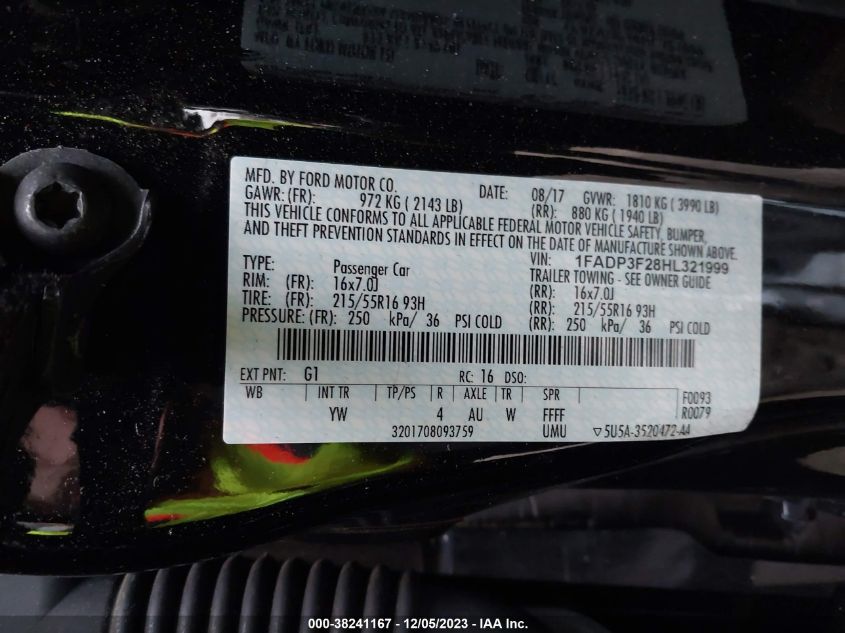 MFD. BY FORD MOTOR CO. DATE: 08/17 GVWR: 1810 KG ( 3990 LB)
GAWR: (FR): 972 KG ( 2143 LB) (RR): 880 KG ( 1940 LB)
THIS VEHICLE CONFORMS TO ALL APPLICABLE FEDERAL MOTOR VEHICLE SAFETY, BUMPER,
AND THEFT PREVENTION STANDARDS IN EFFECT ON THE DATE OF MANUFACTURE SHOWN ABOVE.
VIN: 1FADP3F28HL321999
TYPE: Passenger Car TRAILER TOWING - SEE OWNER GUIDE
RIM: (FR): 16x7.0J (RR): 16x7.0J
TIRE: (FR): 215/55R16 93H (RR): 215/55R16 93H
PRESSURE: (FR): 250 kPa/ 36 PSI COLD (RR): 250 kPa/ 36 PSI COLD
EXT PNT: G1 RC: 16 DSO:
WB INT TR TP/PS R AXLE TR SPR F0093
YW 4 AU W FFFF R0079
3201708093759 UMU ▽5U5A-3520472-AA
000-38241167 - 12/05/2023 - IAA Inc.